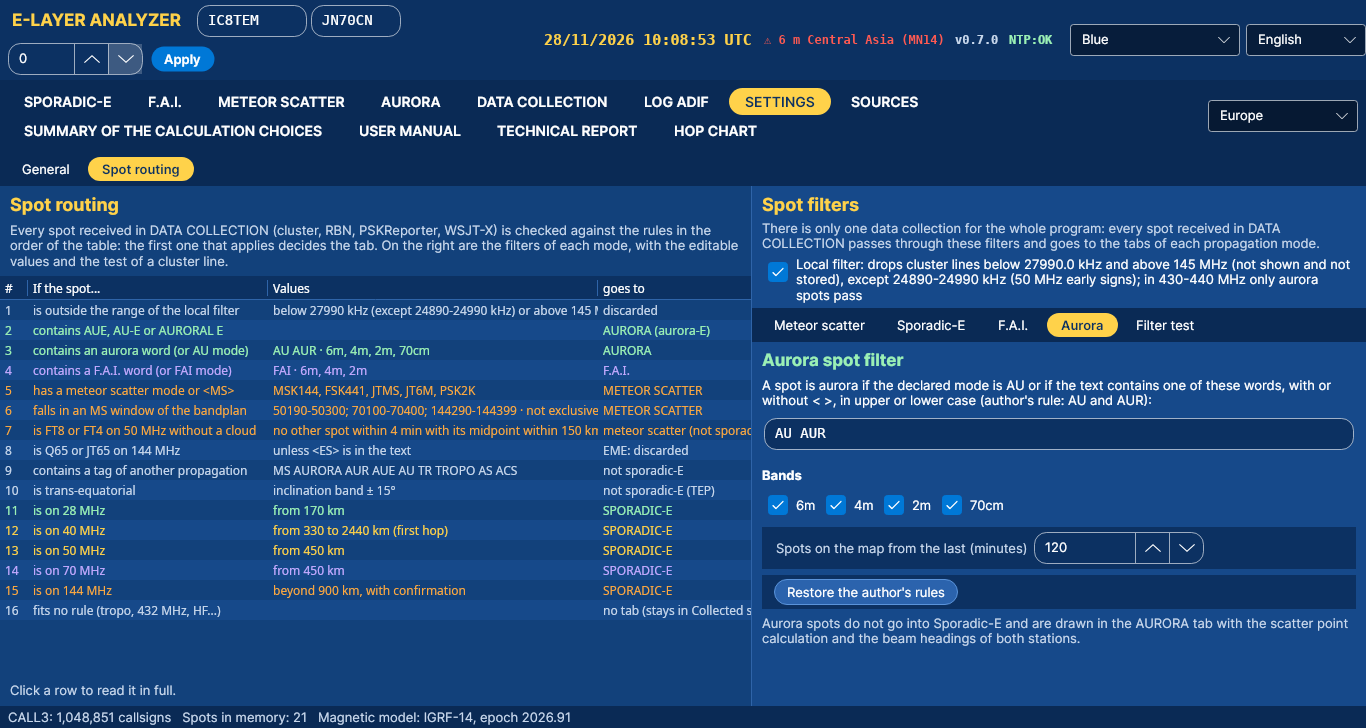 E-LAYER ANALYZER
IC8TEM
JN70CN
0
Apply
28/11/2026 10:08:53 UTC
⚠ 6 m Central Asia (MN14)
v0.7.0
NTP:OK
Blue
English
SPORADIC-E
F.A.I.
METEOR SCATTER
AURORA
DATA COLLECTION
LOG ADIF
SETTINGS
SOURCES
SUMMARY OF THE CALCULATION CHOICES
USER MANUAL
TECHNICAL REPORT
HOP CHART
Europe
General
Spot routing
Spot routing
Every spot received in DATA COLLECTION (cluster, RBN, PSKReporter, WSJT-X) is checked against the rules in the
order of the table: the first one that applies decides the tab. On the right are the filters of each mode, with the editable
values and the test of a cluster line.
# If the spot... Values goes to
1 is outside the range of the local filter below 27990 kHz (except 24890-24990 kHz) or above 145 discarded
2 contains AUE, AU-E or AURORAL E AURORA (aurora-E)
3 contains an aurora word (or AU mode) AU AUR · 6m, 4m, 2m, 70cm AURORA
4 contains a F.A.I. word (or FAI mode) FAI · 6m, 4m, 2m F.A.I.
5 has a meteor scatter mode or <MS> MSK144, FSK441, JTMS, JT6M, PSK2K METEOR SCATTER
6 falls in an MS window of the bandplan 50190-50300; 70100-70400; 144290-144399 · not exclusive METEOR SCATTER
7 is FT8 or FT4 on 50 MHz without a cloud no other spot within 4 min with its midpoint within 150 km meteor scatter (not sporad
8 is Q65 or JT65 on 144 MHz unless <ES> is in the text EME: discarded
9 contains a tag of another propagation MS AURORA AUR AUE AU TR TROPO AS ACS not sporadic-E
10 is trans-equatorial inclination band ± 15° not sporadic-E (TEP)
11 is on 28 MHz from 170 km SPORADIC-E
12 is on 40 MHz from 330 to 2440 km (first hop) SPORADIC-E
13 is on 50 MHz from 450 km SPORADIC-E
14 is on 70 MHz from 450 km SPORADIC-E
15 is on 144 MHz beyond 900 km, with confirmation SPORADIC-E
16 fits no rule (tropo, 432 MHz, HF...) no tab (stays in Collected s
Click a row to read it in full.
Spot filters
There is only one data collection for the whole program: every spot received in DATA
COLLECTION passes through these filters and goes to the tabs of each propagation mode.
Local filter: drops cluster lines below 27990.0 kHz and above 145 MHz (not shown and not
stored), except 24890-24990 kHz (50 MHz early signs); in 430-440 MHz only aurora
spots pass
Meteor scatter
Sporadic-E
F.A.I.
Aurora
Filter test
Aurora spot filter
A spot is aurora if the declared mode is AU or if the text contains one of these words, with or
without < >, in upper or lower case (author's rule: AU and AUR):
AU AUR
Bands
6m 4m 2m 70cm
Spots on the map from the last (minutes) 120
Restore the author's rules
Aurora spots do not go into Sporadic-E and are drawn in the AURORA tab with the scatter point
calculation and the beam headings of both stations.
CALL3: 1,048,851 callsigns Spots in memory: 21 Magnetic model: IGRF-14, epoch 2026.91